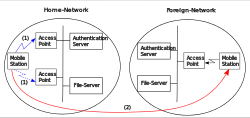 Home-Network
Foreign-Network
(1)
Access
Point
Authentication
Server
Mobile
Station
(1)
Access
Point
File-Server
Authentication
Server
Access
Point
Mobile
Station
File-Server
(2)